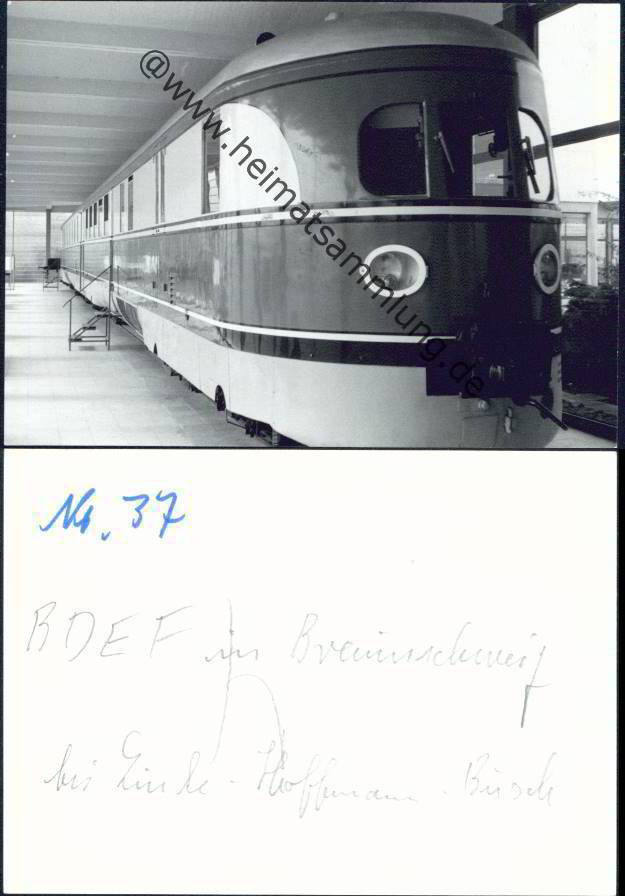 @www.heimatsammlung.de
Nr. 37
BDEF in Braunschweig
bei Linke - Hoffmann - Busch